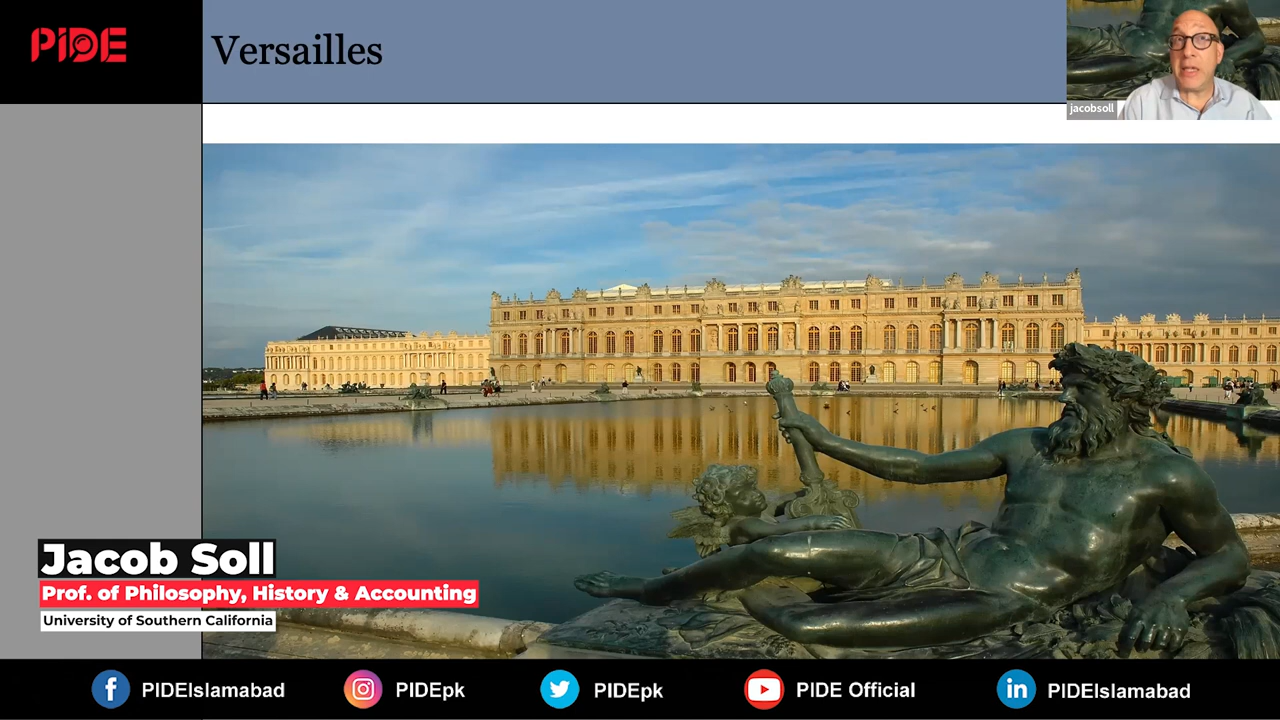 PIDE
Versailles
jacobsoll
Jacob Soll
Prof. of Philosophy, History & Accounting
University of Southern California
PIDEIslamabad
PIDEpk
PIDEpk
PIDE Official
in
PIDEIslamabad